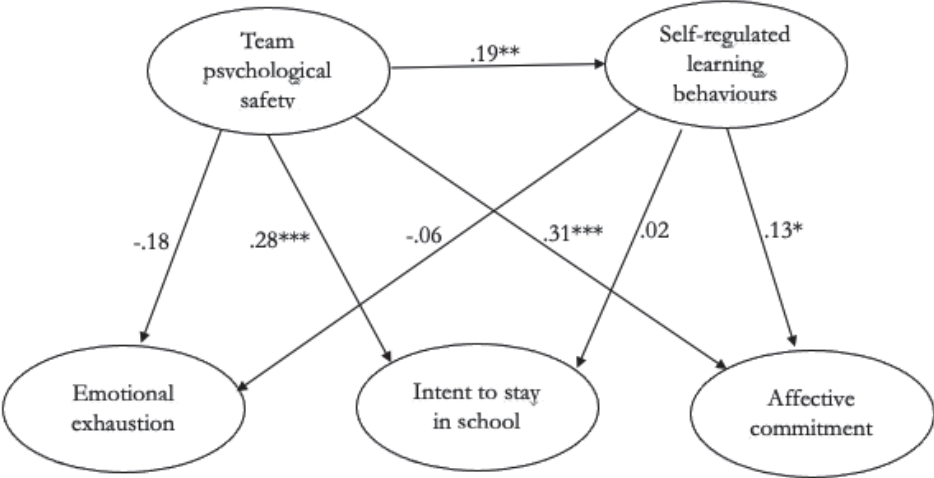 Team
psychological
safety
.19**
Self-regulated
learning
behaviours
-.18
.28***
-.06
.31***
.02
.13*
Emotional
exhaustion
Intent to stay
in school
Affective
commitment